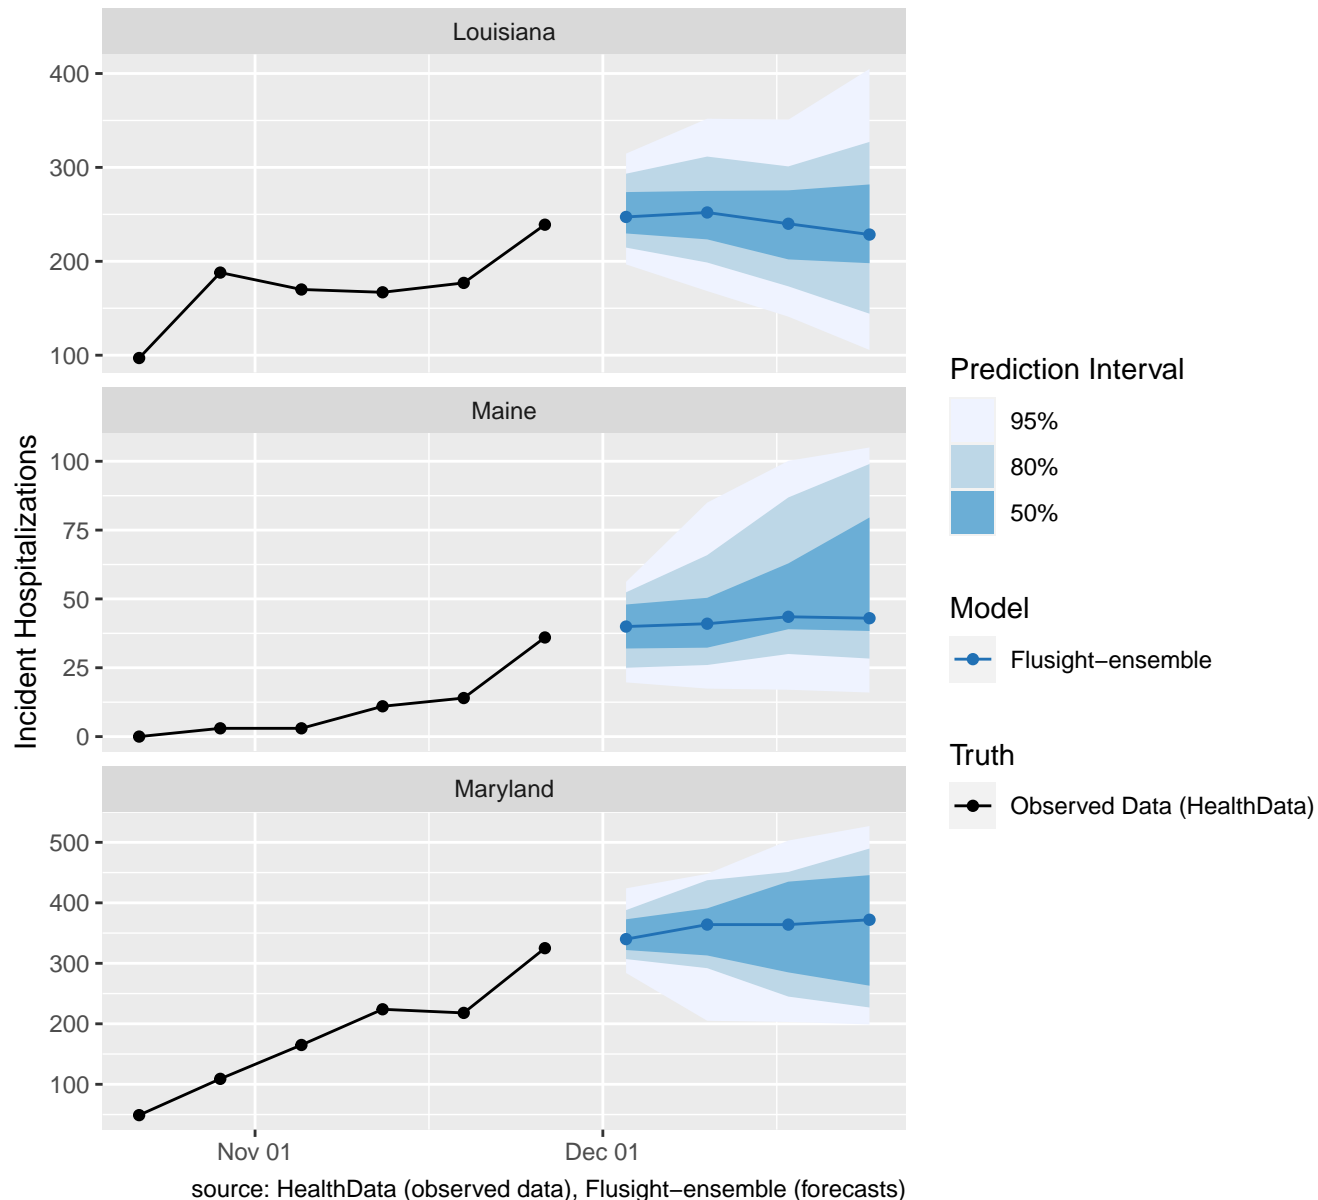 Louisiana
400
300
200
100
Maine
100
75
50
25
0
Maryland
500
400
300
200
100
Incident Hospitalizations
Nov 01
Dec 01
source: HealthData (observed data), Flusight−ensemble (forecasts)
Prediction Interval
95%
80%
50%
Model
Flusight−ensemble
Truth
Observed Data (HealthData)